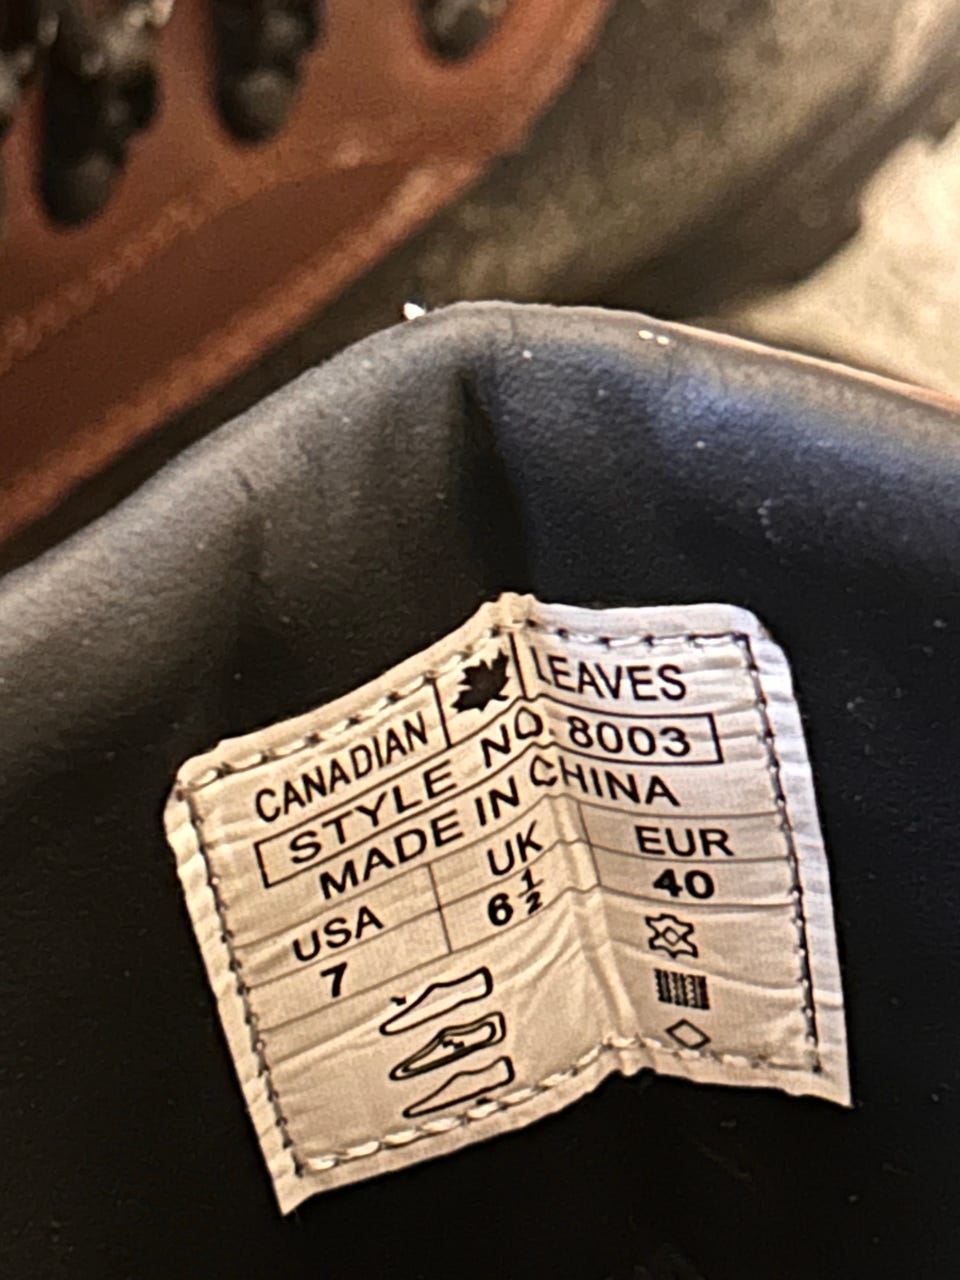 CANADIAN LEAVES
STYLE NO. 8003
MADE IN CHINA
USA UK EUR
7 6 1/2 40